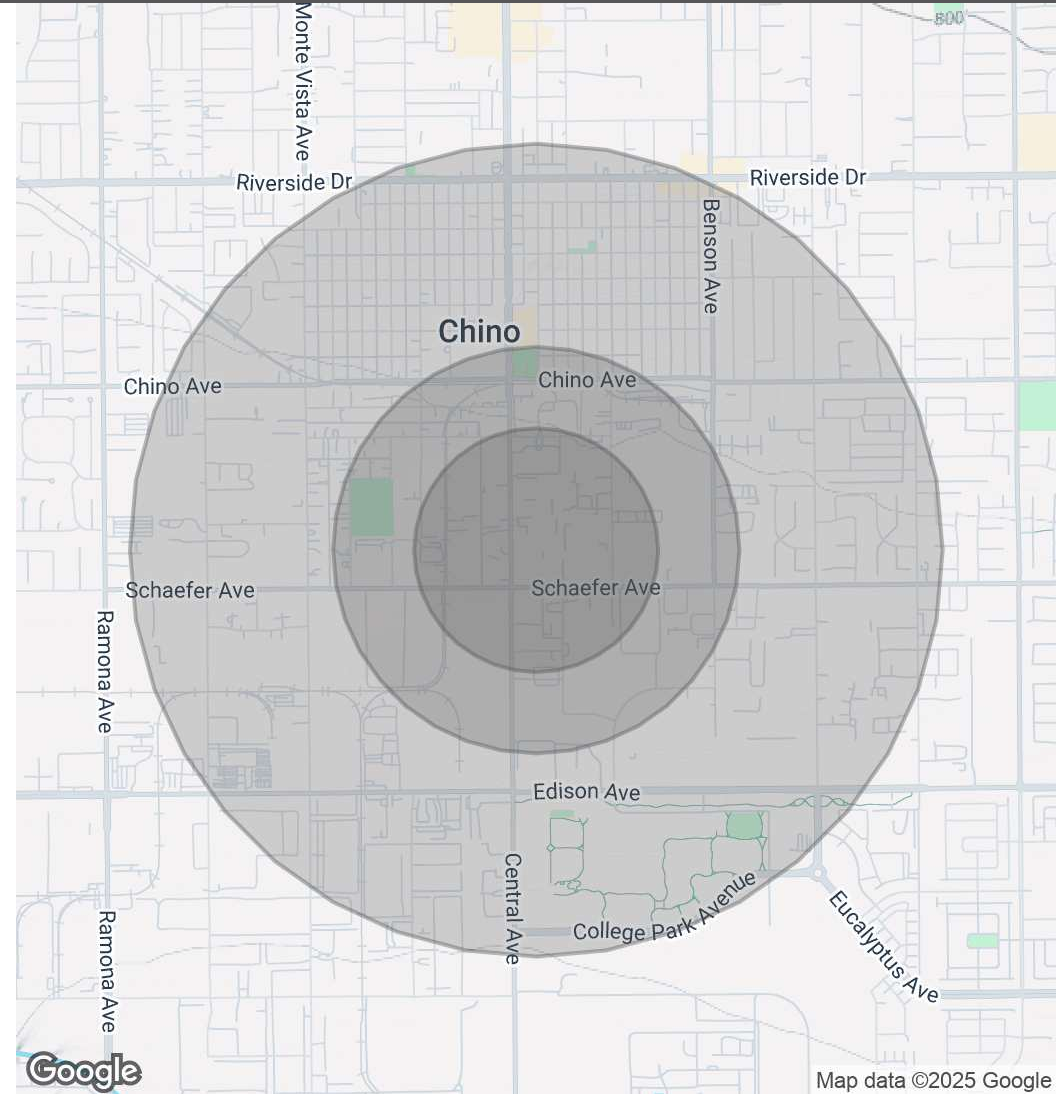 Monte Vista Ave
800
Riverside Dr
Riverside Dr
Benson Ave
Chino
Chino Ave
Chino Ave
Schaefer Ave
Schaefer Ave
Ramona Ave
Edison Ave
Central Ave
College Park Avenue
Eucalyptus Ave
Ramona Ave
Google
Map data ©2025 Google